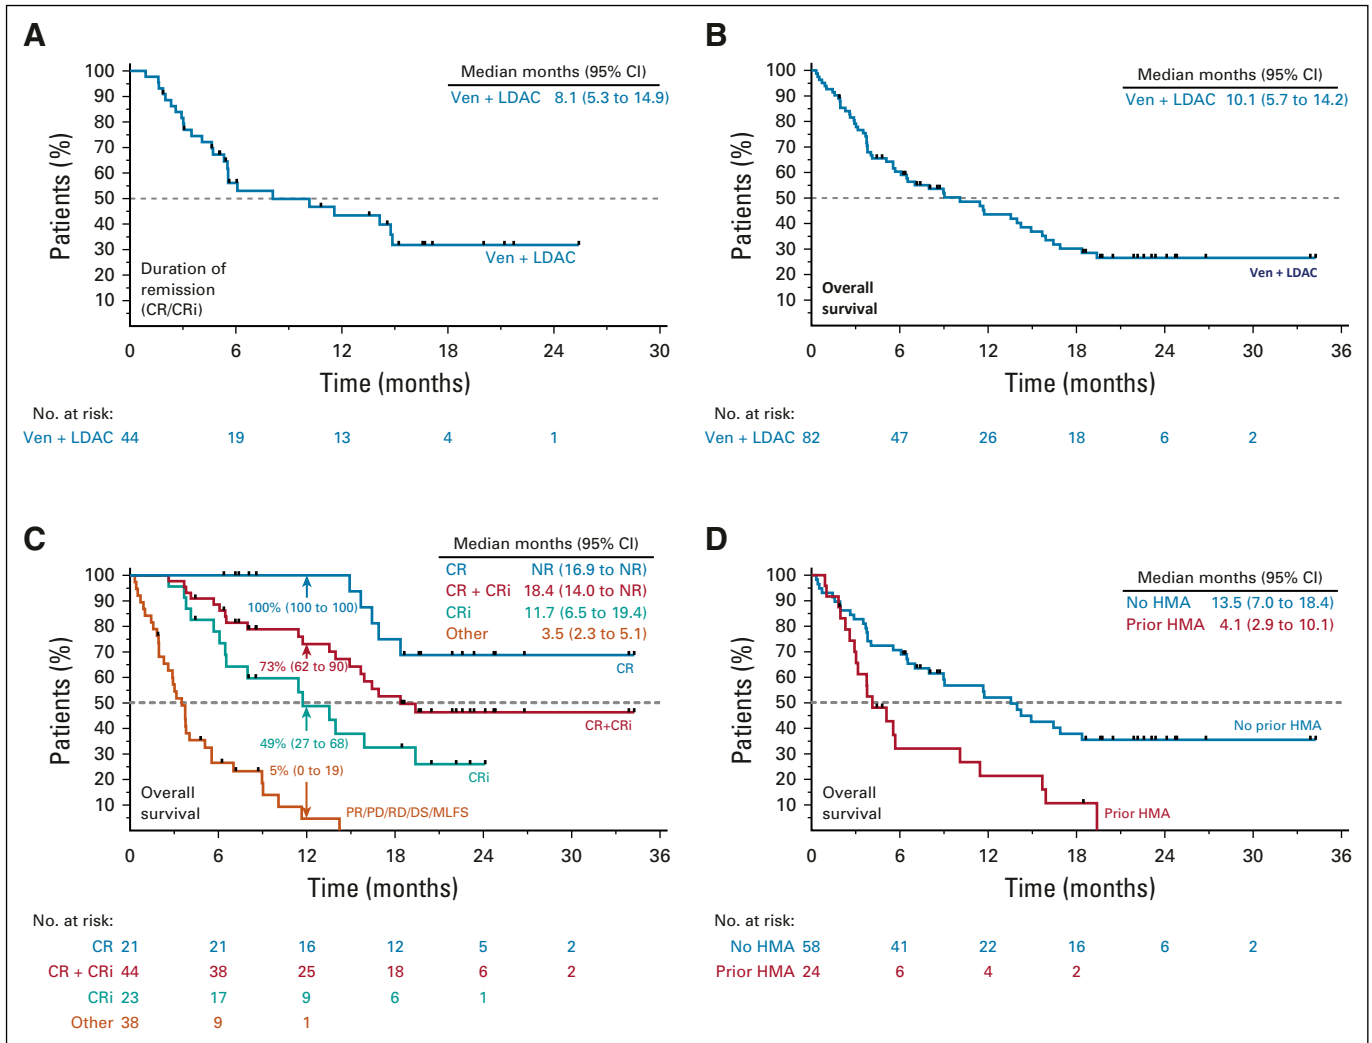 A
Median months (95% CI)
Ven + LDAC 8.1 (5.3 to 14.9)
Patients (%)
100
90
80
70
60
50
40
30
20
10
Ven + LDAC
Duration of
remission
(CR/CRi)
0 6 12 18 24 30
Time (months)
No. at risk:
Ven + LDAC 44 19 13 4 1
B
Median months (95% CI)
Ven + LDAC 10.1 (5.7 to 14.2)
Patients (%)
100
90
80
70
60
50
40
30
20
10
Ven + LDAC
Overall
survival
0 6 12 18 24 30 36
Time (months)
No. at risk:
Ven + LDAC 82 47 26 18 6 2
C
Median months (95% CI)
CR NR (16.9 to NR)
CR + CRi 18.4 (14.0 to NR)
CRi 11.7 (6.5 to 19.4)
Other 3.5 (2.3 to 5.1)
Patients (%)
100
90
80
70
60
50
40
30
20
10
100% (100 to 100)
73% (62 to 90)
CR
CR+CRi
49% (27 to 68)
5% (0 to 19)
CRi
PR/PD/RD/DS/MLFS
Overall
survival
0 6 12 18 24 30 36
Time (months)
No. at risk:
CR 21 21 16 12 5 2
CR + CRi 44 38 25 18 6 2
CRi 23 17 9 6 1
Other 38 9 1
D
Median months (95% CI)
No HMA 13.5 (7.0 to 18.4)
Prior HMA 4.1 (2.9 to 10.1)
Patients (%)
100
90
80
70
60
50
40
30
20
10
No prior HMA
Prior HMA
Overall
survival
0 6 12 18 24 30 36
Time (months)
No. at risk:
No HMA 58 41 22 16 6 2
Prior HMA 24 6 4 2